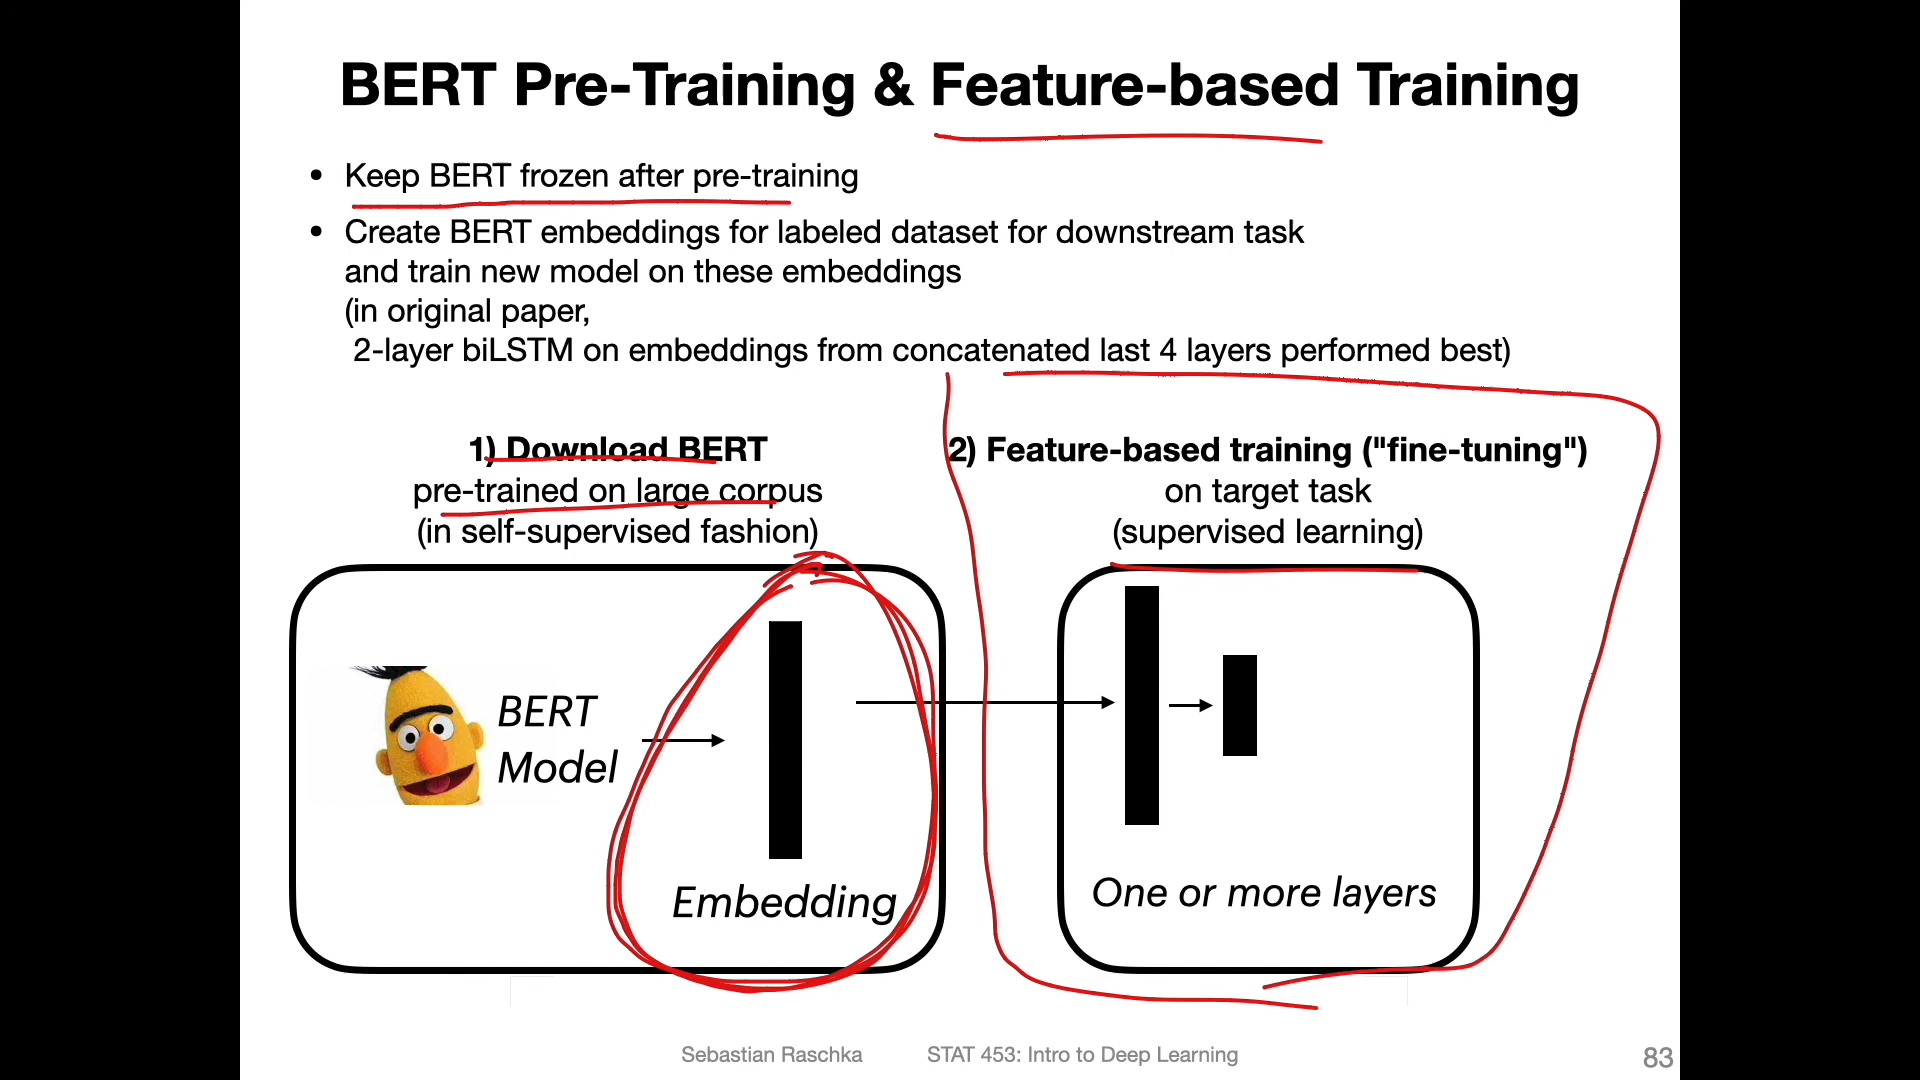 BERT Pre-Training & Feature-based Training
• Keep BERT frozen after pre-training
• Create BERT embeddings for labeled dataset for downstream task
and train new model on these embeddings
(in original paper,
2-layer biLSTM on embeddings from concatenated last 4 layers performed best)
1) Download BERT
pre-trained on large corpus
(in self-supervised fashion)
2) Feature-based training ("fine-tuning")
on target task
(supervised learning)
BERT
Model
Embedding
One or more layers
Sebastian Raschka STAT 453: Intro to Deep Learning 83